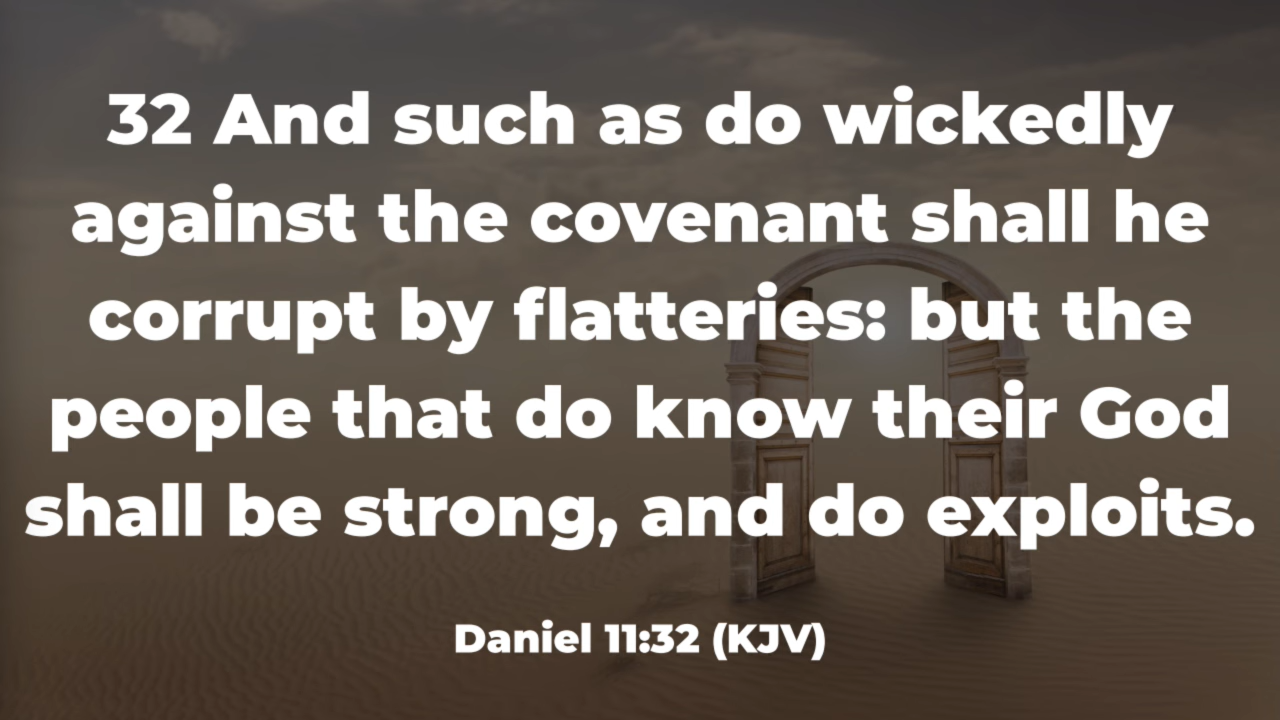 32 And such as do wickedly
against the covenant shall he
corrupt by flatteries: but the
people that do know their God
shall be strong, and do exploits.
Daniel 11:32 (KJV)